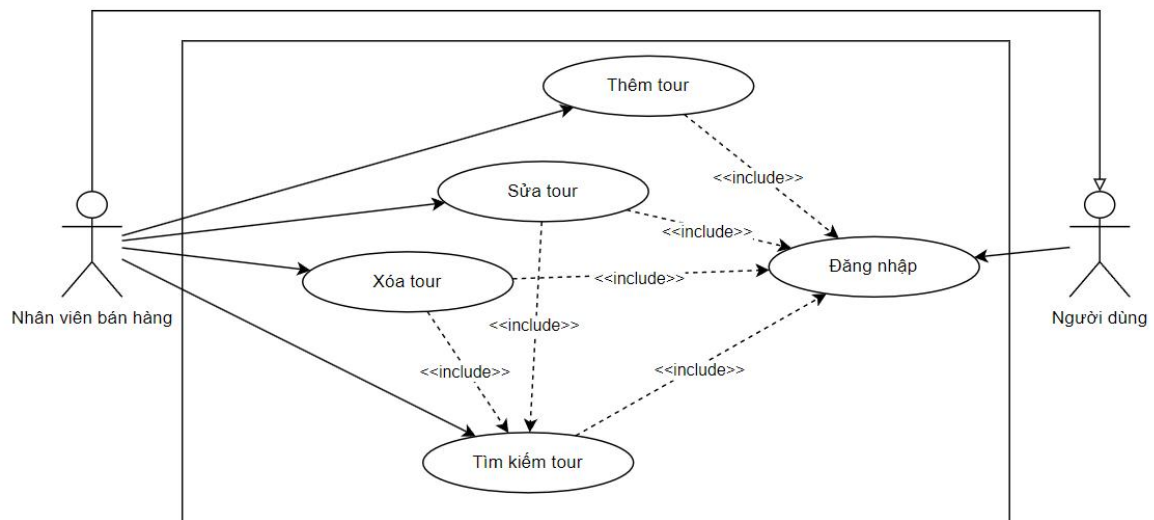 Thêm tour
<<include>>
Sửa tour
<<include>>
Xóa tour
<<include>>
Đăng nhập
Nhân viên bán hàng
Người dùng
<<include>>
<<include>>
<<include>>
Tìm kiếm tour